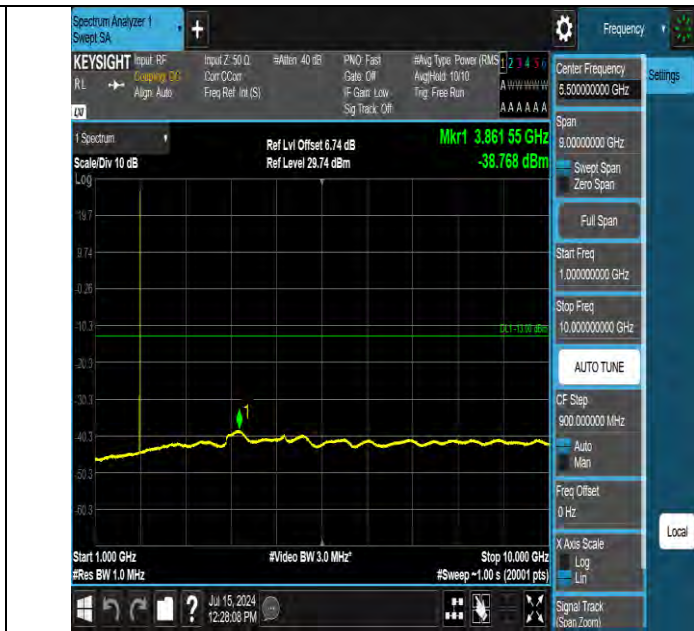 Spectrum Analyzer 1
Swept SA
+
Frequency
KEYSIGHT
RL
Input: RF
Coupling: DC
Align: Auto
Input Z: 50 Ω
Corr CCorr
Freq Ref: Int (S)
#Atten: 40 dB
PNO: Fast
Gate: Off
IF Gain: Low
Sig Track: Off
#Avg Type: Power (RMS
Avg|Hold: 10/10
Trig: Free Run
1 2 3 4 5 6
A W W W W W
A A A A A A
LXI
1 Spectrum
Scale/Div 10 dB
Ref Lvl Offset 6.74 dB
Ref Level 29.74 dBm
Mkr1 3.861 55 GHz
-38.768 dBm
Log
19.7
9.74
-0.26
-10.3
-20.3
-30.3
-40.3
-50.3
-60.3
DL1 -13.00 dBm
1
Start 1.000 GHz
#Res BW 1.0 MHz
#Video BW 3.0 MHz*
Stop 10.000 GHz
#Sweep ~1.00 s (20001 pts)
?
Jul 15, 2024
12:28:08 PM
Center Frequency
5.500000000 GHz
Settings
Span
9.00000000 GHz
Swept Span
Zero Span
Full Span
Start Freq
1.000000000 GHz
Stop Freq
10.000000000 GHz
AUTO TUNE
CF Step
900.000000 MHz
Auto
Man
Freq Offset
0 Hz
X Axis Scale
Log
Lin
Signal Track
(Span Zoom)
Local